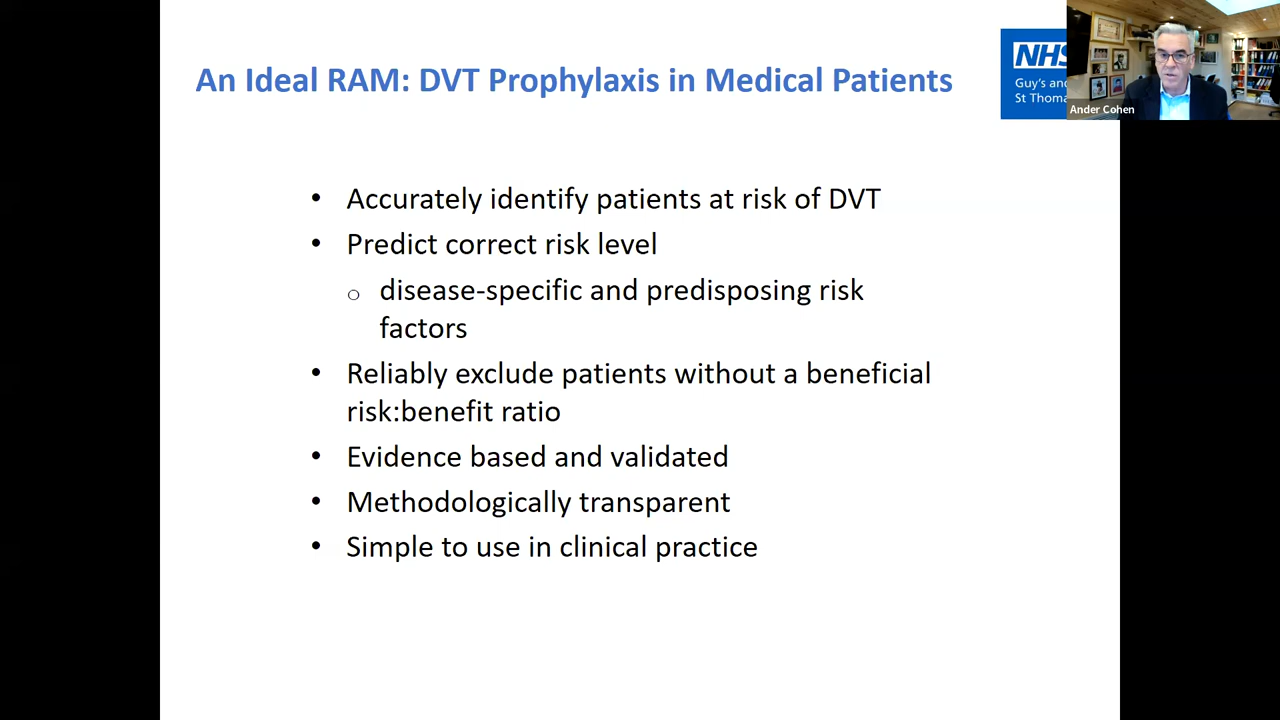 An Ideal RAM: DVT Prophylaxis in Medical Patients
NHS
Guy's and
St Thoma
Ander Cohen
• Accurately identify patients at risk of DVT
• Predict correct risk level
o disease-specific and predisposing risk
factors
• Reliably exclude patients without a beneficial
risk:benefit ratio
• Evidence based and validated
• Methodologically transparent
• Simple to use in clinical practice